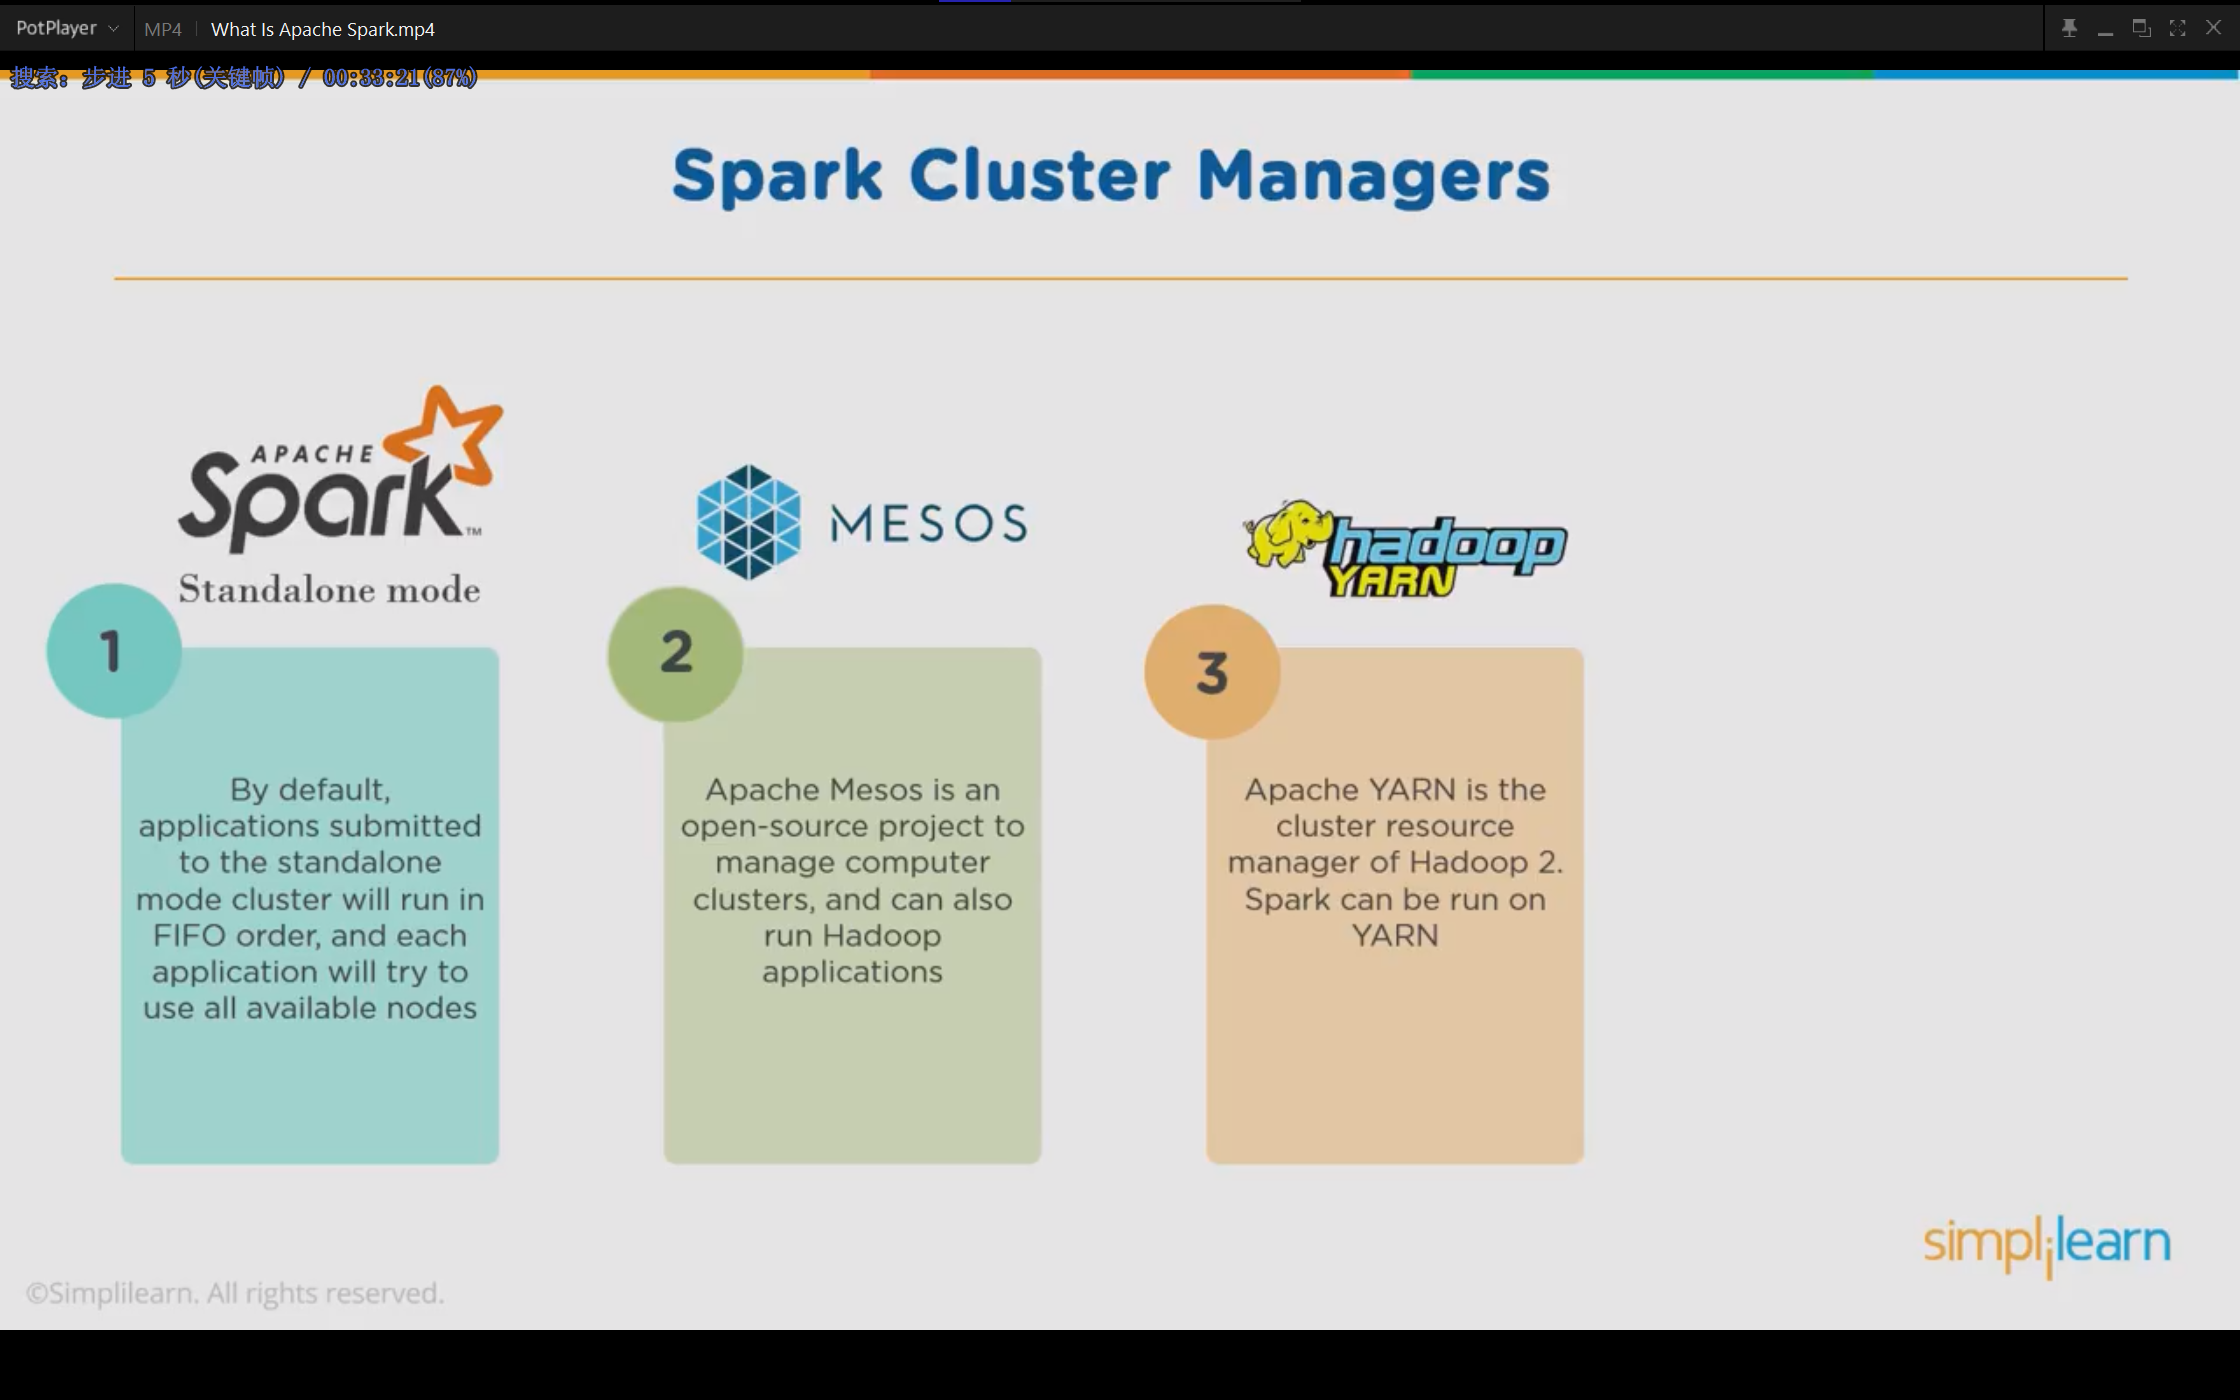 PotPlayer MP4 What Is Apache Spark.mp4
搜索: 步进 5 秒(关键帧) / 00:33:21(87%)
Spark Cluster Managers
APACHE
Spark™
Standalone mode
MESOS
hadoop
YARN
1
By default,
applications submitted
to the standalone
mode cluster will run in
FIFO order, and each
application will try to
use all available nodes
2
Apache Mesos is an
open-source project to
manage computer
clusters, and can also
run Hadoop
applications
3
Apache YARN is the
cluster resource
manager of Hadoop 2.
Spark can be run on
YARN
simplilearn
©Simplilearn. All rights reserved.